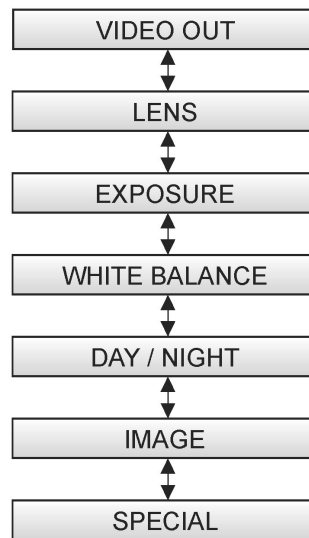 VIDEO OUT
LENS
EXPOSURE
WHITE BALANCE
DAY / NIGHT
IMAGE
SPECIAL